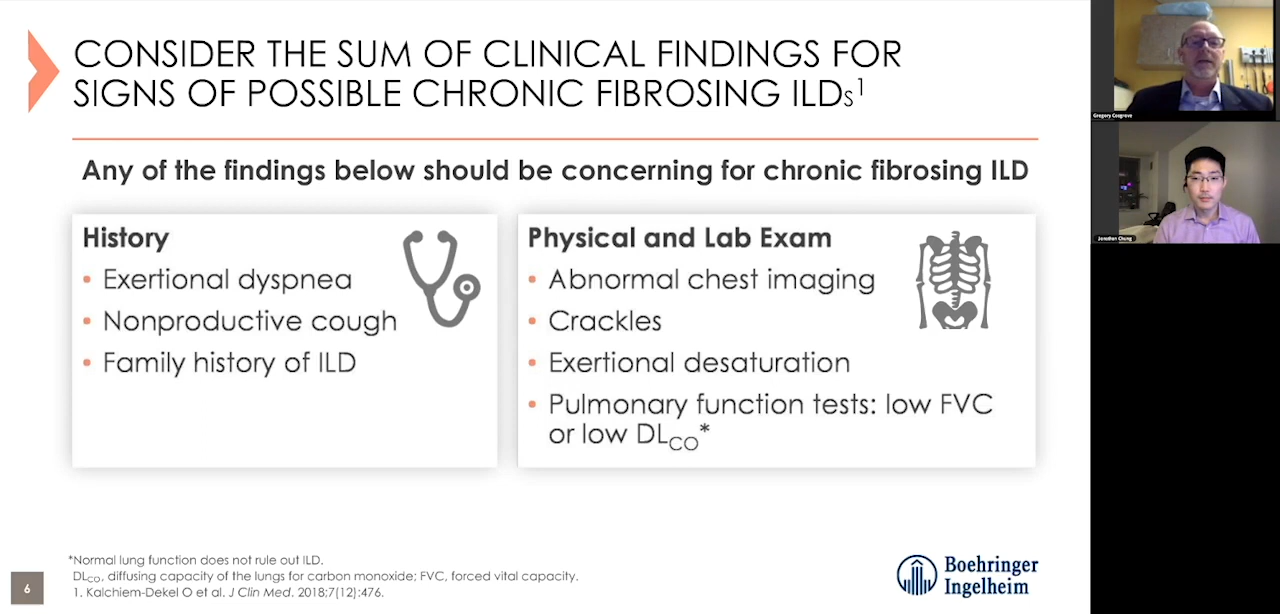 CONSIDER THE SUM OF CLINICAL FINDINGS FOR
SIGNS OF POSSIBLE CHRONIC FIBROSING ILDs1
Any of the findings below should be concerning for chronic fibrosing ILD
History
• Exertional dyspnea
• Nonproductive cough
• Family history of ILD
Physical and Lab Exam
• Abnormal chest imaging
• Crackles
• Exertional desaturation
• Pulmonary function tests: low FVC
or low DLCO*
*Normal lung function does not rule out ILD.
DLCO, diffusing capacity of the lungs for carbon monoxide; FVC, forced vital capacity.
1. Kalchiem-Dekel O et al. J Clin Med. 2018;7(12):476.
6
Boehringer
Ingelheim
Gregory Cosgrove
Jonathan Chung